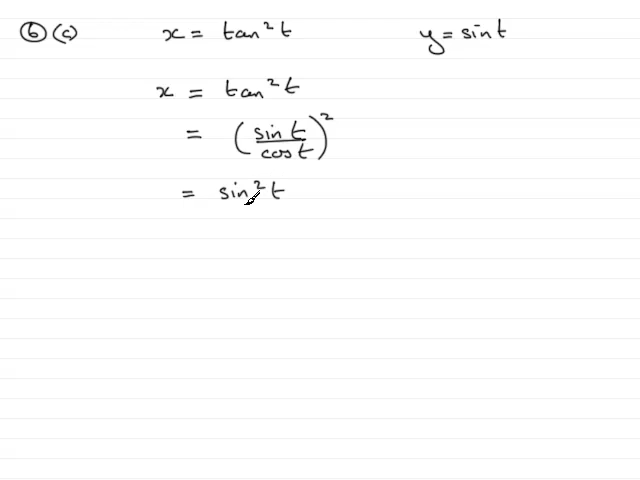 ⑥ (c) x = tan²t y = sin t
x = tan²t
= (sin t / cos t)²
= sin²t